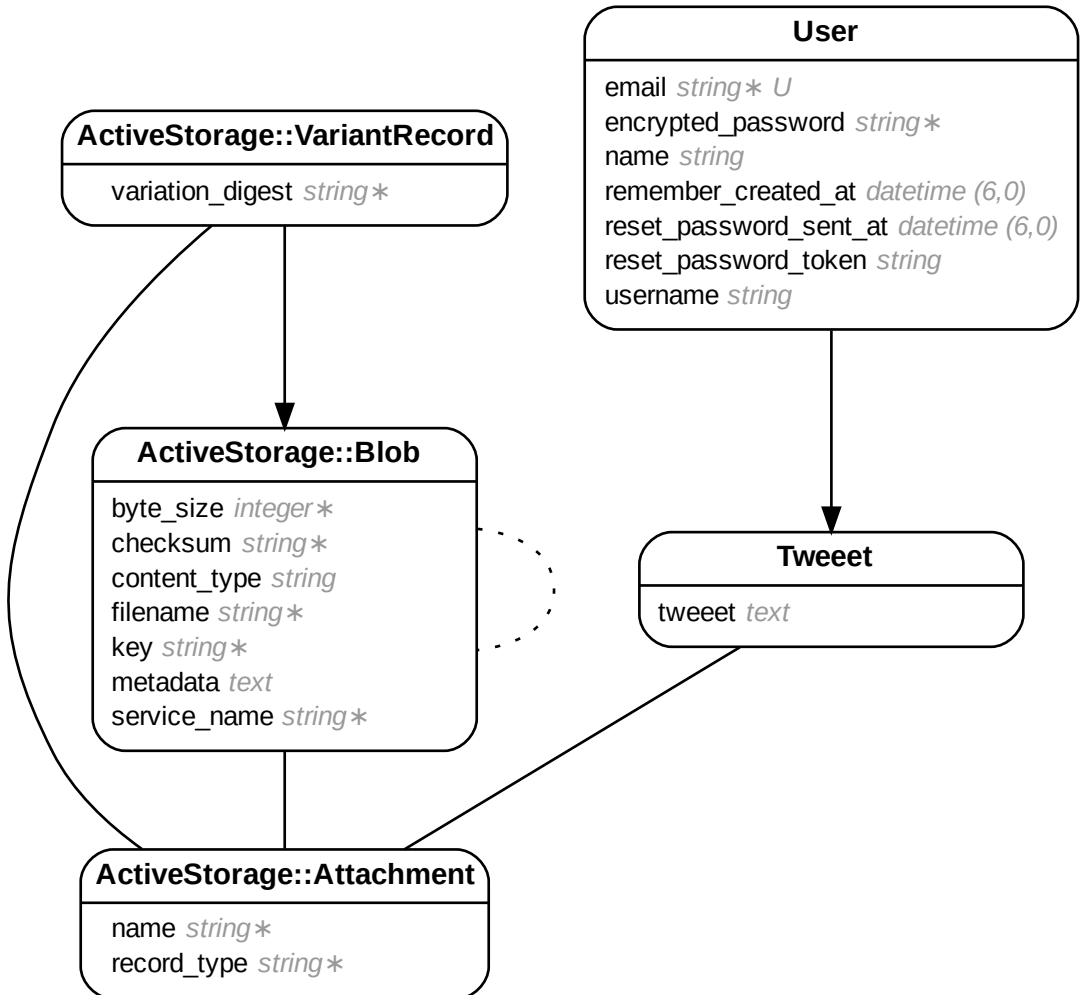 User
email string∗ U
encrypted_password string∗
name string
remember_created_at datetime (6,0)
reset_password_sent_at datetime (6,0)
reset_password_token string
username string
ActiveStorage::VariantRecord
variation_digest string∗
ActiveStorage::Blob
byte_size integer∗
checksum string∗
content_type string
filename string∗
key string∗
metadata text
service_name string∗
Tweeet
tweeet text
ActiveStorage::Attachment
name string∗
record_type string∗